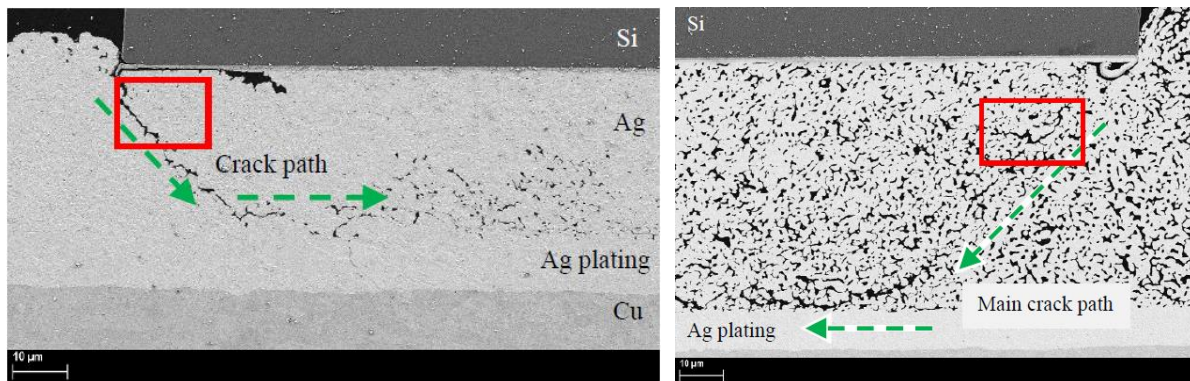 Si
Ag
Crack path
Ag plating
Cu
10 µm
Si
Main crack path
Ag plating
10 µm